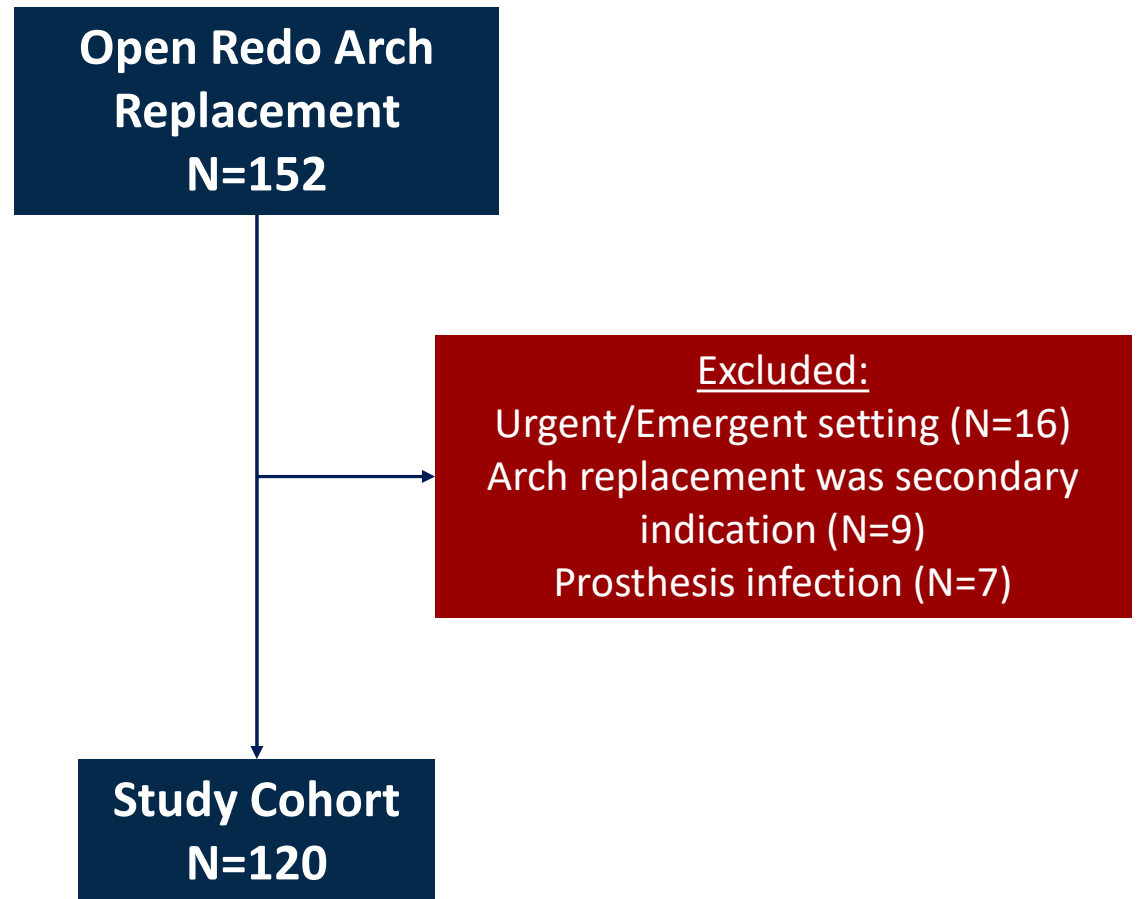 Open Redo Arch
Replacement
N=152
Excluded:
Urgent/Emergent setting (N=16)
Arch replacement was secondary
indication (N=9)
Prosthesis infection (N=7)
Study Cohort
N=120